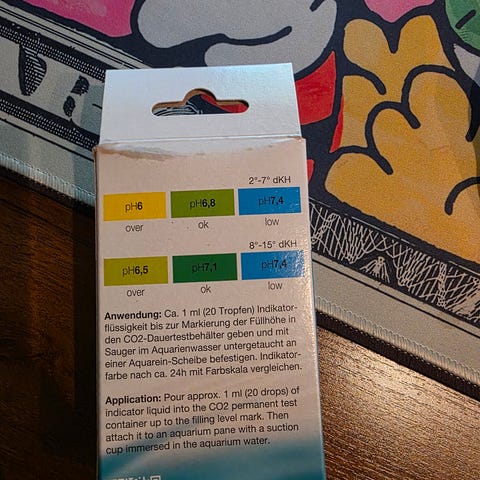 2°-7° dKH
pH6 pH6,8 pH7,4
over ok low
8°-15° dKH
pH6,5 pH7,1 pH7,4
over ok low
Anwendung: Ca. 1 ml (20 Tropfen) Indikator-
flüssigkeit bis zur Markierung der Füllhöhe in
den CO2-Dauertestbehälter geben und mit
Sauger im Aquarienwasser untergetaucht an
einer Aquarein-Scheibe befestigen. Indikator-
farbe nach ca. 24h mit Farbskala vergleichen.
Application: Pour approx. 1 ml (20 drops) of
indicator liquid into the CO2 permanent test
container up to the filling level mark. Then
attach it to an aquarium pane with a suction
cup immersed in the aquarium water.